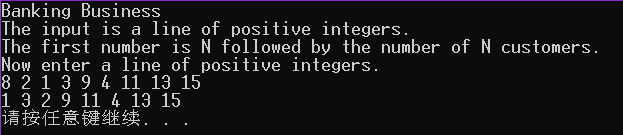 Banking Business
The input is a line of positive integers.
The first number is N followed by the number of N customers.
Now enter a line of positive integers.
8 2 1 3 9 4 11 13 15
1 3 2 9 11 4 13 15
请按任意键继续. . .